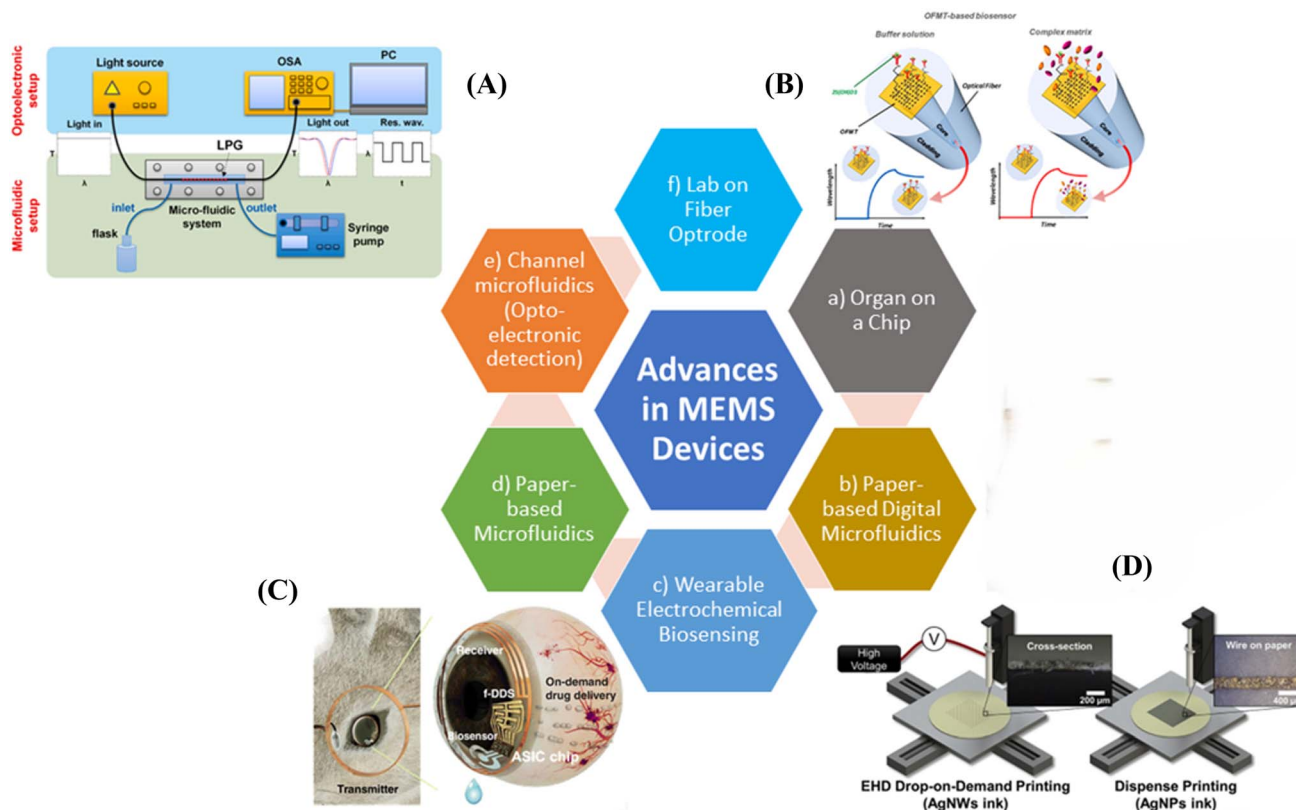 Optoelectronic
setup
Light source
OSA
PC
Light in
Light out
Res. wav.
T
λ
T
λ
λ
t
LPG
Microfluidic
setup
inlet
Micro-fluidic
system
outlet
flask
Syringe
pump
(A)
(B)
OFMT-based biosensor
Buffer solution
Complex matrix
Optical Fiber
OFMT
Core
Cladding
Core
Cladding
Wavelength
Time
Wavelength
Time
f) Lab on
Fiber
Optrode
e) Channel
microfluidics
(Opto-
electronic
detection)
a) Organ on
a Chip
Advances
in MEMS
Devices
d) Paper-
based
Microfluidics
b) Paper-
based Digital
Microfluidics
c) Wearable
Electrochemical
Biosensing
(C)
Transmitter
Receiver
f-DDS
On-demand
drug delivery
Biosensor
ASIC chip
(D)
High
Voltage
V
Cross-section
200 μm
EHD Drop-on-Demand Printing
(AgNWs ink)
Wire on paper
400 μm
Dispense Printing
(AgNPs ink)